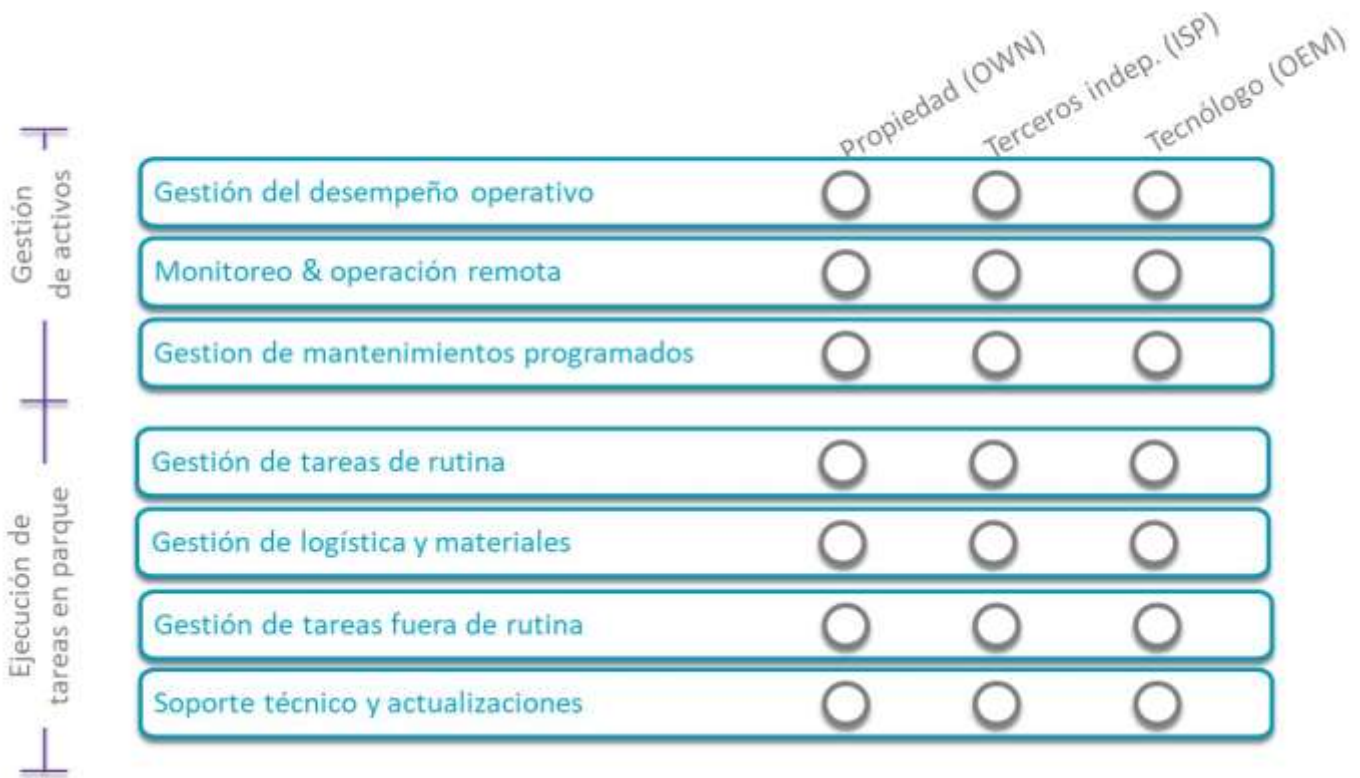 Propiedad (OWN)
Terceros indep. (ISP)
Tecnólogo (OEM)
Gestión
de activos
Gestión del desempeño operativo
Monitoreo & operación remota
Gestion de mantenimientos programados
Ejecución de
tareas en parque
Gestión de tareas de rutina
Gestión de logística y materiales
Gestión de tareas fuera de rutina
Soporte técnico y actualizaciones